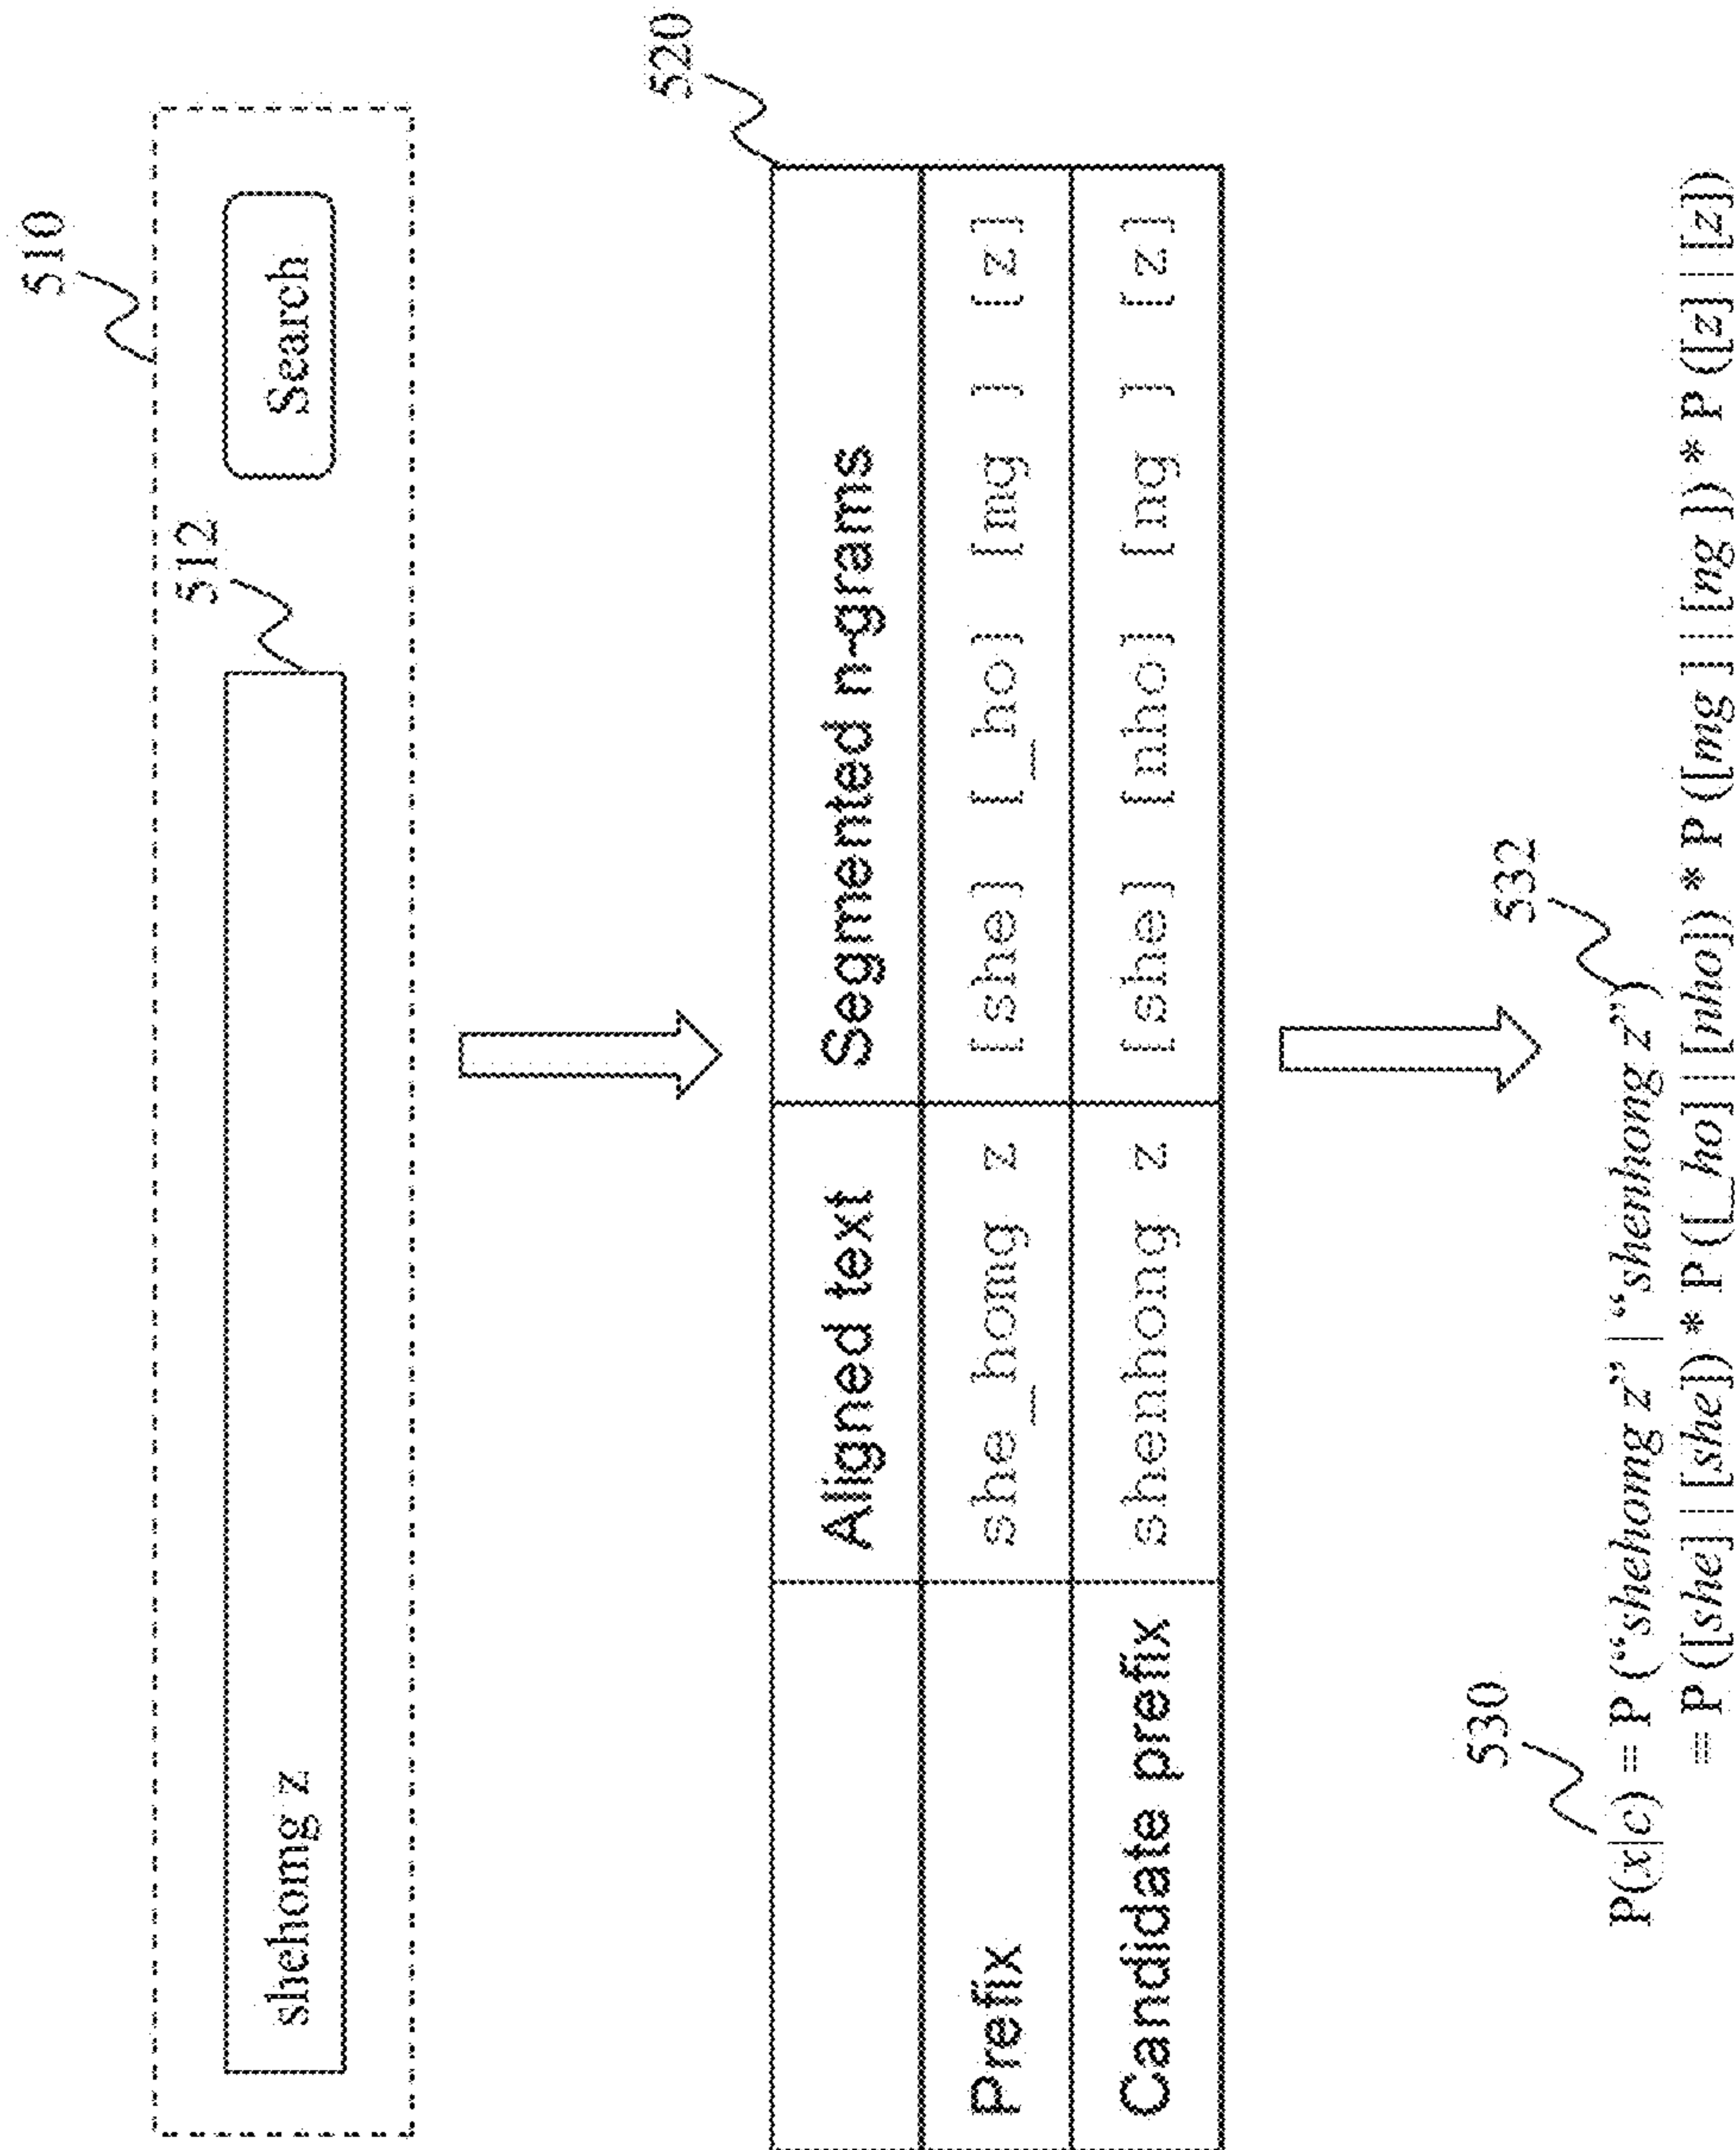 510
512
shehomg z
Search
520
Aligned text
Segmented n-grams
Prefix
she_homg z
[she] [_ho] [mg ] [z]
Candidate prefix
shenhong z
[she] [nho] [ng ] [z]
530
532
P(x|c) = P (“shehomg z” | “shenhong z”)
= P ([she] | [she]) * P ([_ho] | [nho]) * P ([mg ] | [ng ]) * P ([z] | [z])